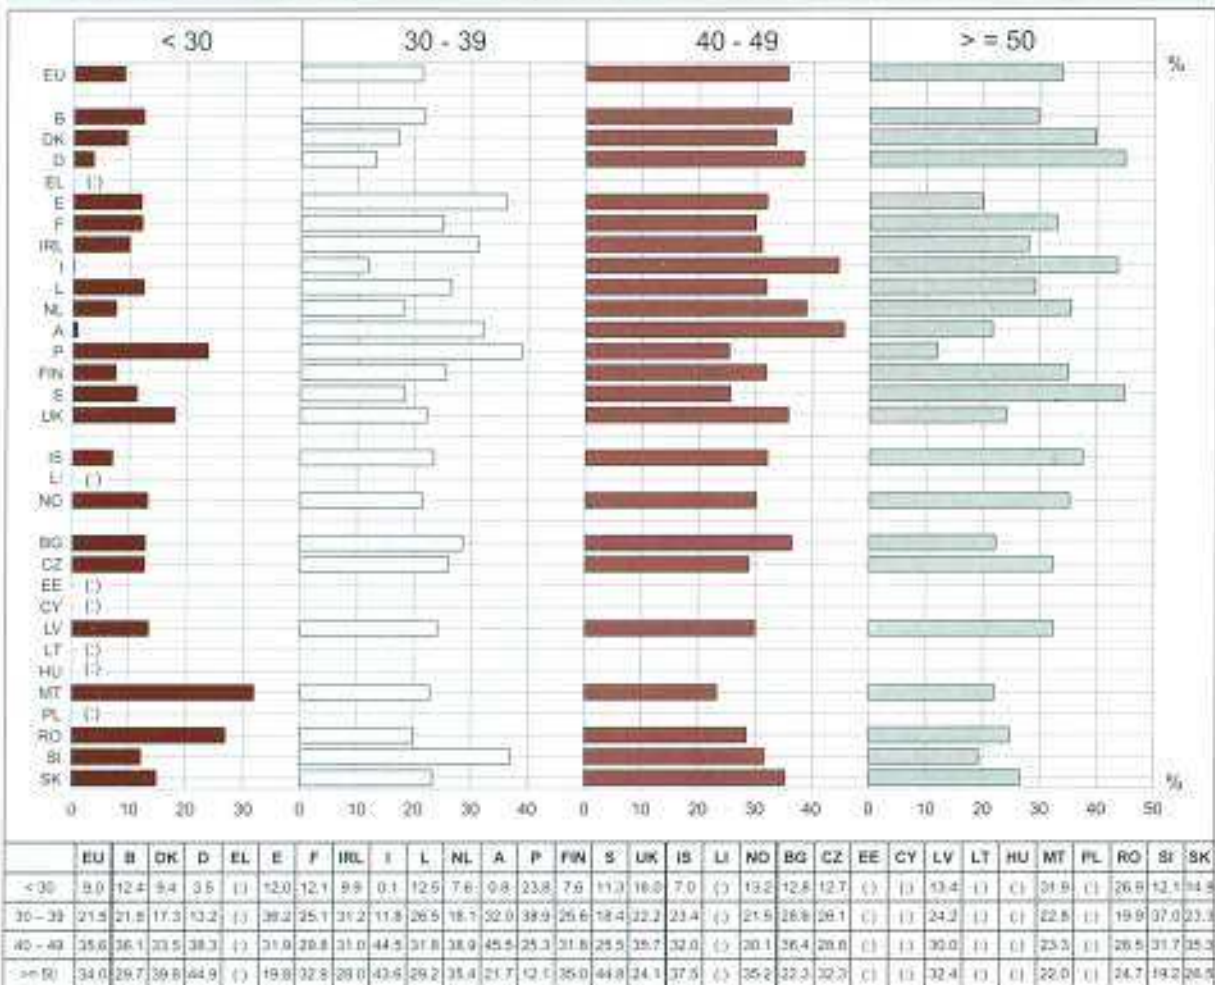 < 30 30 - 39 40 - 49 > = 50
%
EU
B
DK
D
EL (:)
E
F
IRL
I
L
NL
A
P
FIN
S
UK
IS
LI (:)
NO
BG
CZ
EE (:)
CY (:)
LV
LT (:)
HU (:)
MT
PL (:)
RO
SI
SK
%
0 10 20 30 0 10 20 30 40 0 10 20 30 40 0 10 20 30 40 50
EU B DK D EL E F IRL I L NL A P FIN S UK IS LI NO BG CZ EE CY LV LT HU MT PL RO SI SK
< 30 9.0 12.4 9.4 3.5 (:) 12.0 12.1 9.9 0.1 12.5 7.6 0.8 23.8 7.6 11.3 18.0 7.0 (:) 13.2 12.8 12.7 (:) (:) 13.4 (:) (:) 31.9 (:) 26.9 12.1 14.9
30 – 39 21.5 21.8 17.3 13.2 (:) 36.2 25.1 31.2 11.8 26.5 18.1 32.0 38.9 25.6 18.4 22.2 23.4 (:) 21.5 28.6 26.1 (:) (:) 24.2 (:) (:) 22.8 (:) 19.9 37.0 23.3
40 – 49 35.6 36.1 33.5 38.3 (:) 31.9 29.8 31.0 44.5 31.8 38.9 45.5 25.3 31.8 25.5 35.7 32.0 (:) 30.1 36.4 28.8 (:) (:) 30.0 (:) (:) 23.3 (:) 28.5 31.7 35.3
>= 50 34.0 29.7 39.8 44.9 (:) 19.8 32.9 28.0 43.6 29.2 35.4 21.7 12.1 35.0 44.8 24.1 37.5 (:) 35.2 22.3 32.3 (:) (:) 32.4 (:) (:) 22.0 (:) 24.7 19.2 26.5